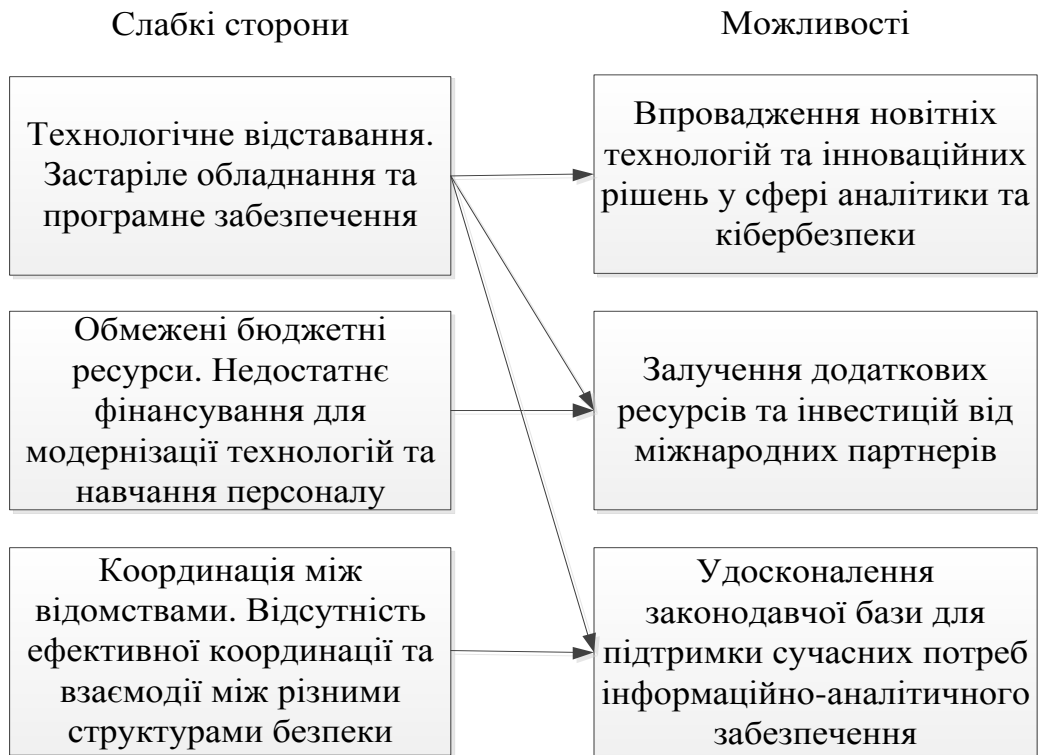 Слабкі сторони
Можливості
Технологічне відставання.
Застаріле обладнання та
програмне забезпечення
Впровадження новітніх
технологій та інноваційних
рішень у сфері аналітики та
кібербезпеки
Обмежені бюджетні
ресурси. Недостатнє
фінансування для
модернізації технологій та
навчання персоналу
Залучення додаткових
ресурсів та інвестицій від
міжнародних партнерів
Координація між
відомствами. Відсутність
ефективної координації та
взаємодії між різними
структурами безпеки
Удосконалення
законодавчої бази для
підтримки сучасних потреб
інформаційно-аналітичного
забезпечення